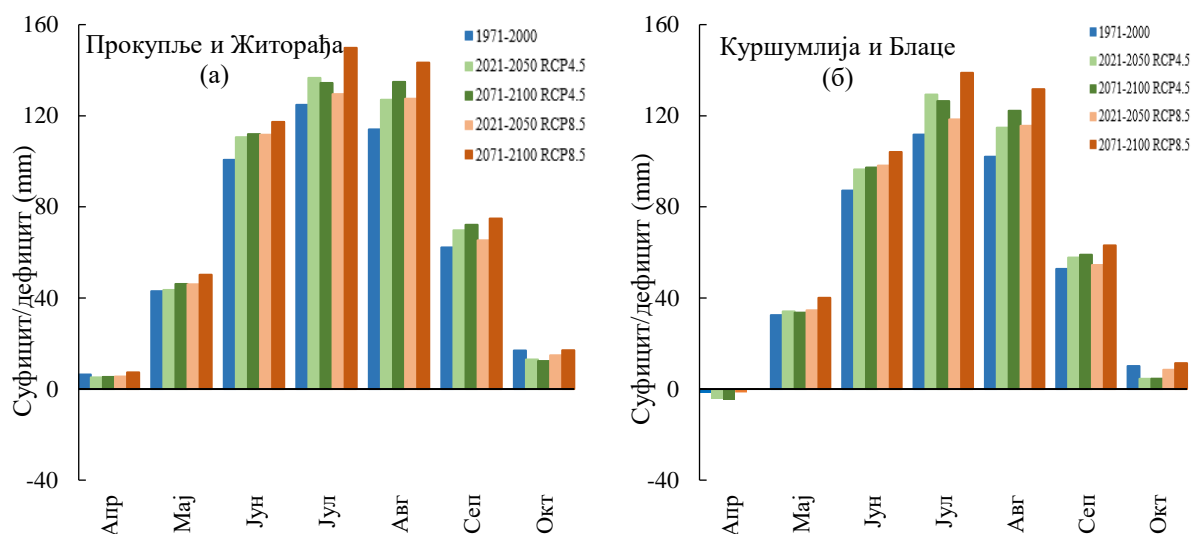 Прокупље и Житорађа
(а)
1971-2000
2021-2050 RCP4.5
2071-2100 RCP4.5
2021-2050 RCP8.5
2071-2100 RCP8.5
Суфицит/дефицит (mm)
160
120
80
40
0
-40
Апр
Мај
Јун
Јул
Авг
Сеп
Окт
Куршумлија и Блаце
(б)
1971-2000
2021-2050 RCP4.5
2071-2100 RCP4.5
2021-2050 RCP8.5
2071-2100 RCP8.5
Суфицит/дефицит (mm)
160
120
80
40
0
-40
Апр
Мај
Јун
Јул
Авг
Сеп
Окт